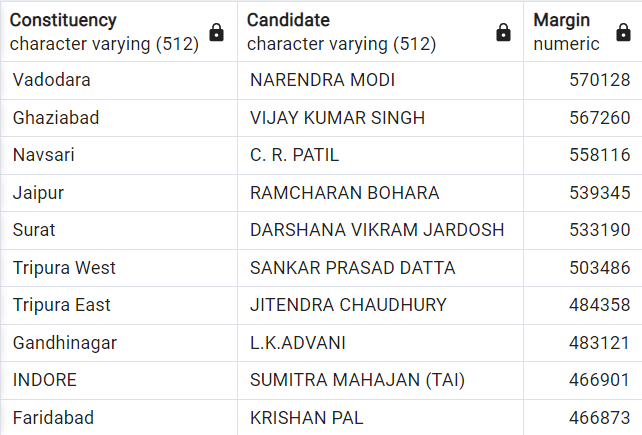 Constituency Candidate Margin
character varying (512) character varying (512) numeric
Vadodara NARENDRA MODI 570128
Ghaziabad VIJAY KUMAR SINGH 567260
Navsari C. R. PATIL 558116
Jaipur RAMCHARAN BOHARA 539345
Surat DARSHANA VIKRAM JARDOSH 533190
Tripura West SANKAR PRASAD DATTA 503486
Tripura East JITENDRA CHAUDHURY 484358
Gandhinagar L.K.ADVANI 483121
INDORE SUMITRA MAHAJAN (TAI) 466901
Faridabad KRISHAN PAL 466873